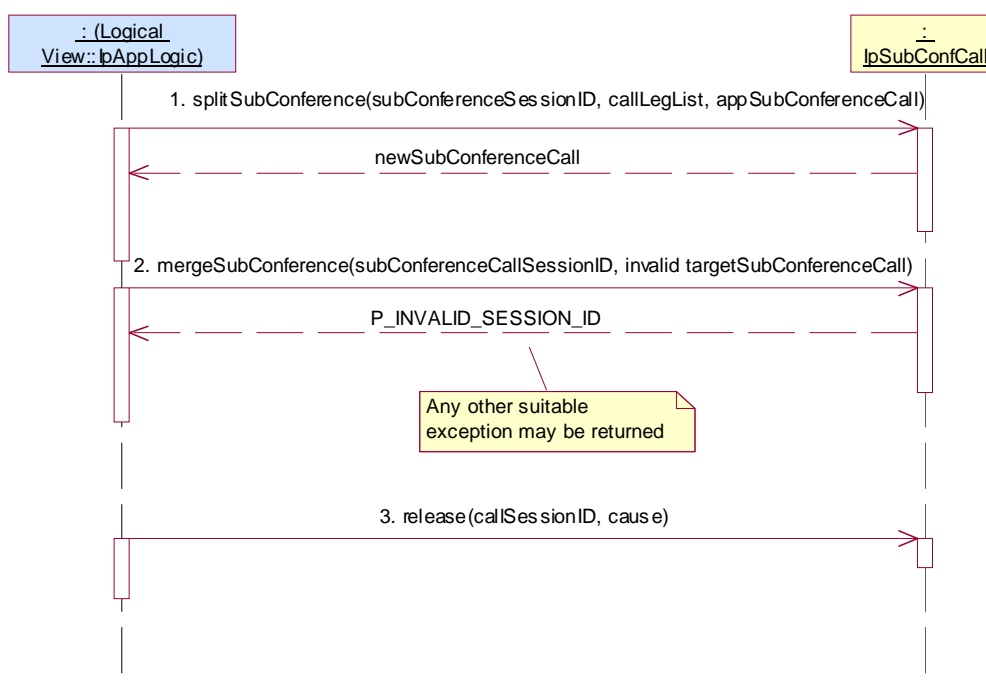 : (Logical
View::IpAppLogic)
:
IpSubConfCall
1. splitSubConference(subConferenceSessionID, callLegList, appSubConferenceCall)
newSubConferenceCall
2. mergeSubConference(subConferenceCallSessionID, invalid targetSubConferenceCall)
P_INVALID_SESSION_ID
Any other suitable
exception may be returned
3. release(callSessionID, cause)